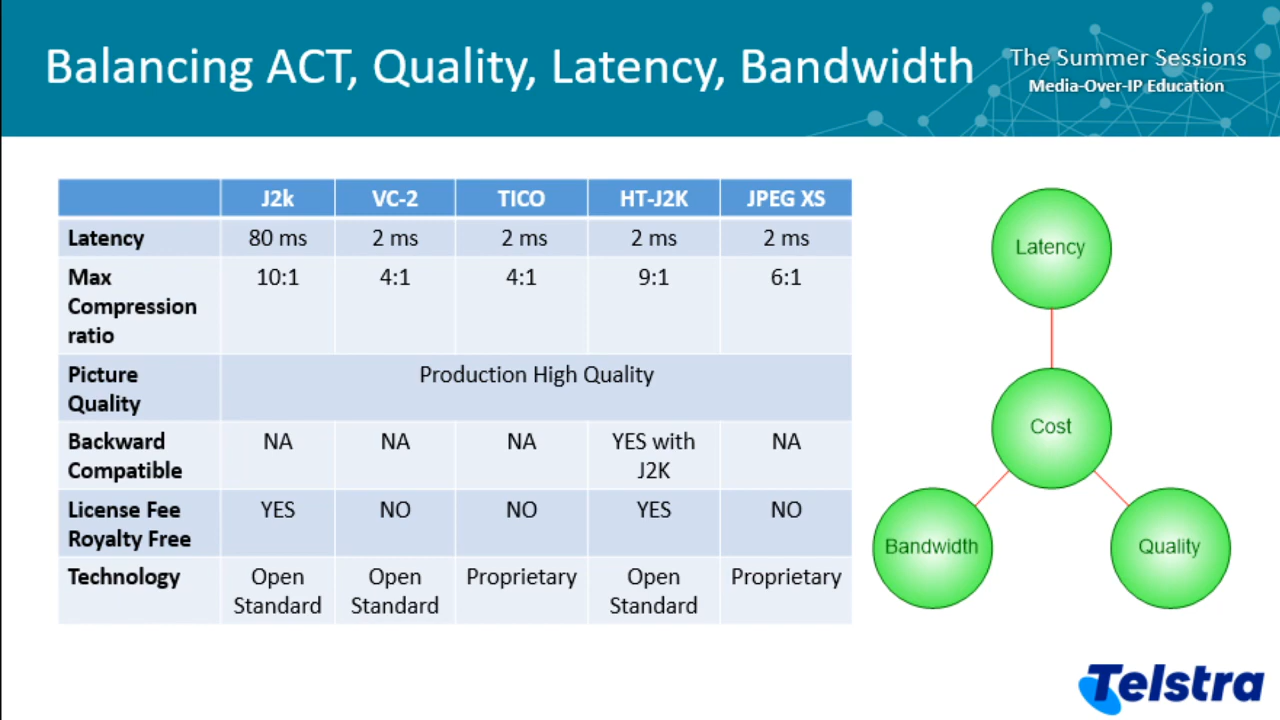 Balancing ACT, Quality, Latency, Bandwidth
The Summer Sessions
Media-Over-IP Education
J2k VC-2 TICO HT-J2K JPEG XS
Latency 80 ms 2 ms 2 ms 2 ms 2 ms
Max 10:1 4:1 4:1 9:1 6:1
Compression
ratio
Picture Production High Quality
Quality
Backward NA NA NA YES with NA
Compatible J2K
License Fee YES NO NO YES NO
Royalty Free
Technology Open Open Proprietary Open Proprietary
Standard Standard Standard
Latency
Cost
Bandwidth
Quality
Telstra